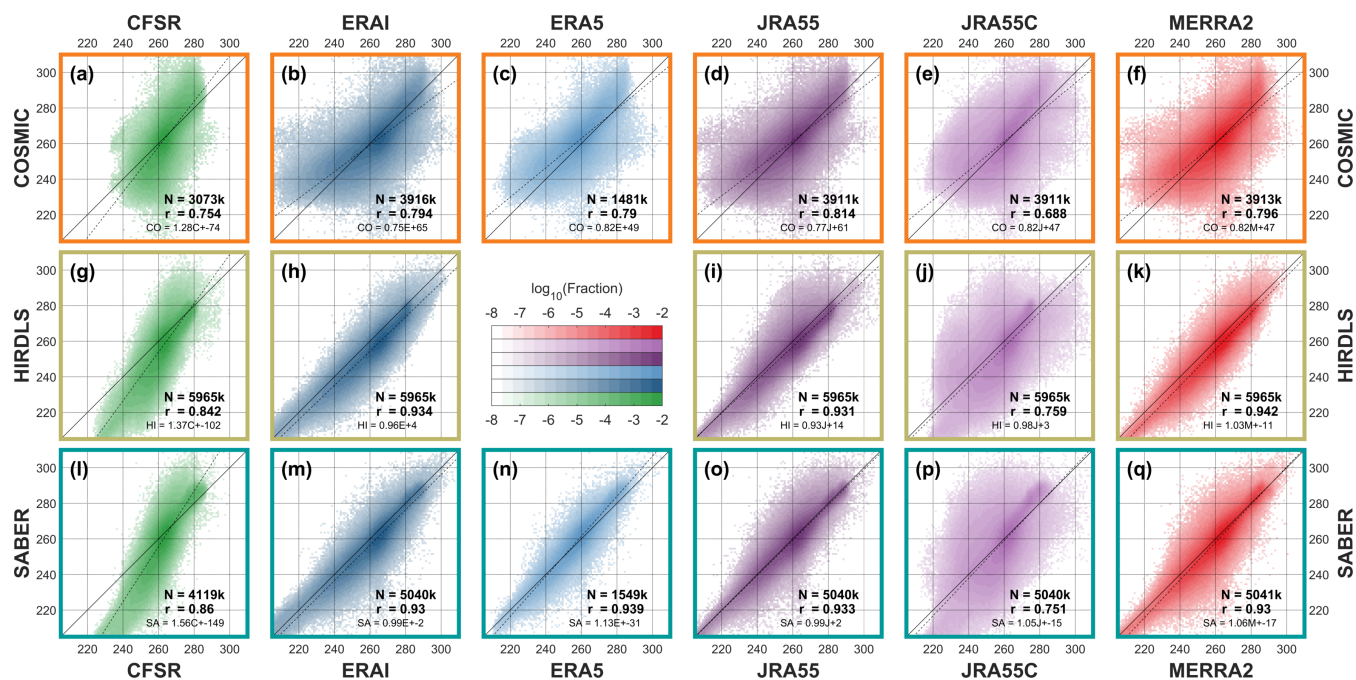 CFSR ERAI ERA5 JRA55 JRA55C MERRA2
220 240 260 280 300 220 240 260 280 300 220 240 260 280 300 220 240 260 280 300 220 240 260 280 300 220 240 260 280 300
COSMIC
300
280
260
240
220
(a)
N = 3073k
r = 0.754
CO = 1.28C+-74
(b)
N = 3916k
r = 0.794
CO = 0.75E+65
(c)
N = 1481k
r = 0.79
CO = 0.82E+49
(d)
N = 3911k
r = 0.814
CO = 0.77J+61
(e)
N = 3911k
r = 0.688
CO = 0.82J+47
(f)
N = 3913k
r = 0.796
CO = 0.82M+47
300
280
260
240
220
COSMIC
HIRDLS
300
280
260
240
220
(g)
N = 5965k
r = 0.842
HI = 1.37C+-102
(h)
N = 5965k
r = 0.934
HI = 0.96E+4
log10(Fraction)
-8 -7 -6 -5 -4 -3 -2
-8 -7 -6 -5 -4 -3 -2
(i)
N = 5965k
r = 0.931
HI = 0.93J+14
(j)
N = 5965k
r = 0.759
HI = 0.98J+3
(k)
N = 5965k
r = 0.942
HI = 1.03M+-11
300
280
260
240
220
HIRDLS
SABER
300
280
260
240
220
(l)
N = 4119k
r = 0.86
SA = 1.56C+-149
(m)
N = 5040k
r = 0.93
SA = 0.99E+-2
(n)
N = 1549k
r = 0.939
SA = 1.13E+-31
(o)
N = 5040k
r = 0.933
SA = 0.99J+2
(p)
N = 5040k
r = 0.751
SA = 1.05J+-15
(q)
N = 5041k
r = 0.93
SA = 1.06M+-17
300
280
260
240
220
SABER
220 240 260 280 300 220 240 260 280 300 220 240 260 280 300 220 240 260 280 300 220 240 260 280 300 220 240 260 280 300
CFSR ERAI ERA5 JRA55 JRA55C MERRA2